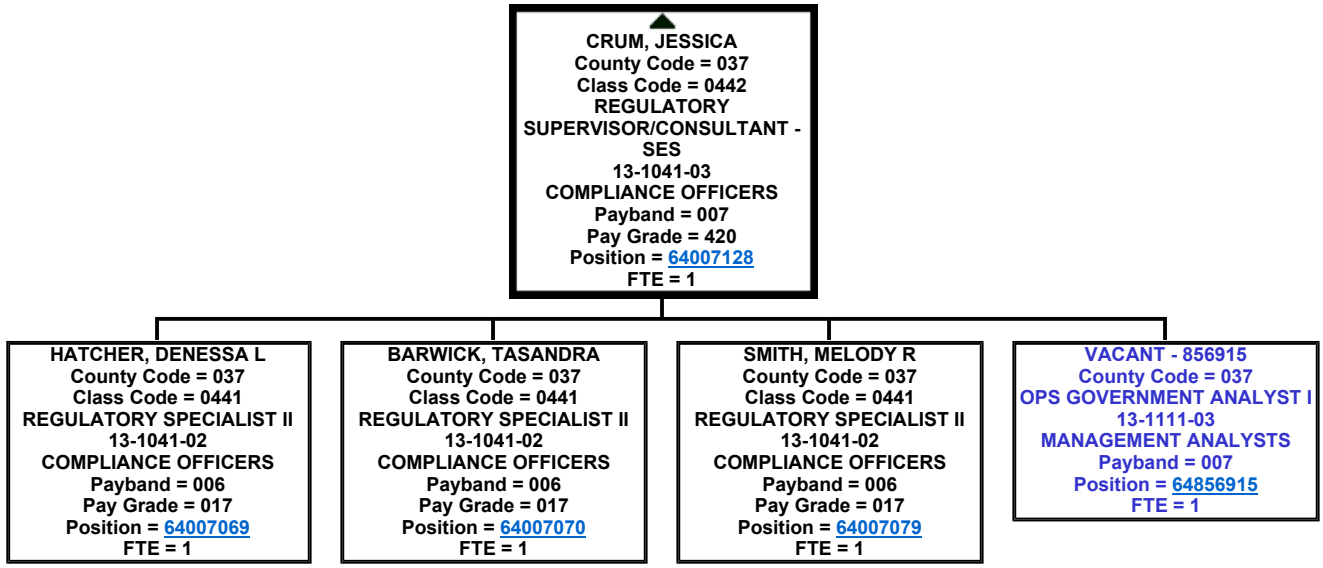 CRUM, JESSICA
County Code = 037
Class Code = 0442
REGULATORY
SUPERVISOR/CONSULTANT -
SES
13-1041-03
COMPLIANCE OFFICERS
Payband = 007
Pay Grade = 420
Position = 64007128
FTE = 1
HATCHER, DENESSA L
County Code = 037
Class Code = 0441
REGULATORY SPECIALIST II
13-1041-02
COMPLIANCE OFFICERS
Payband = 006
Pay Grade = 017
Position = 64007069
FTE = 1
BARWICK, TASANDRA
County Code = 037
Class Code = 0441
REGULATORY SPECIALIST II
13-1041-02
COMPLIANCE OFFICERS
Payband = 006
Pay Grade = 017
Position = 64007070
FTE = 1
SMITH, MELODY R
County Code = 037
Class Code = 0441
REGULATORY SPECIALIST II
13-1041-02
COMPLIANCE OFFICERS
Payband = 006
Pay Grade = 017
Position = 64007079
FTE = 1
VACANT - 856915
County Code = 037
OPS GOVERNMENT ANALYST I
13-1111-03
MANAGEMENT ANALYSTS
Payband = 007
Position = 64856915
FTE = 1